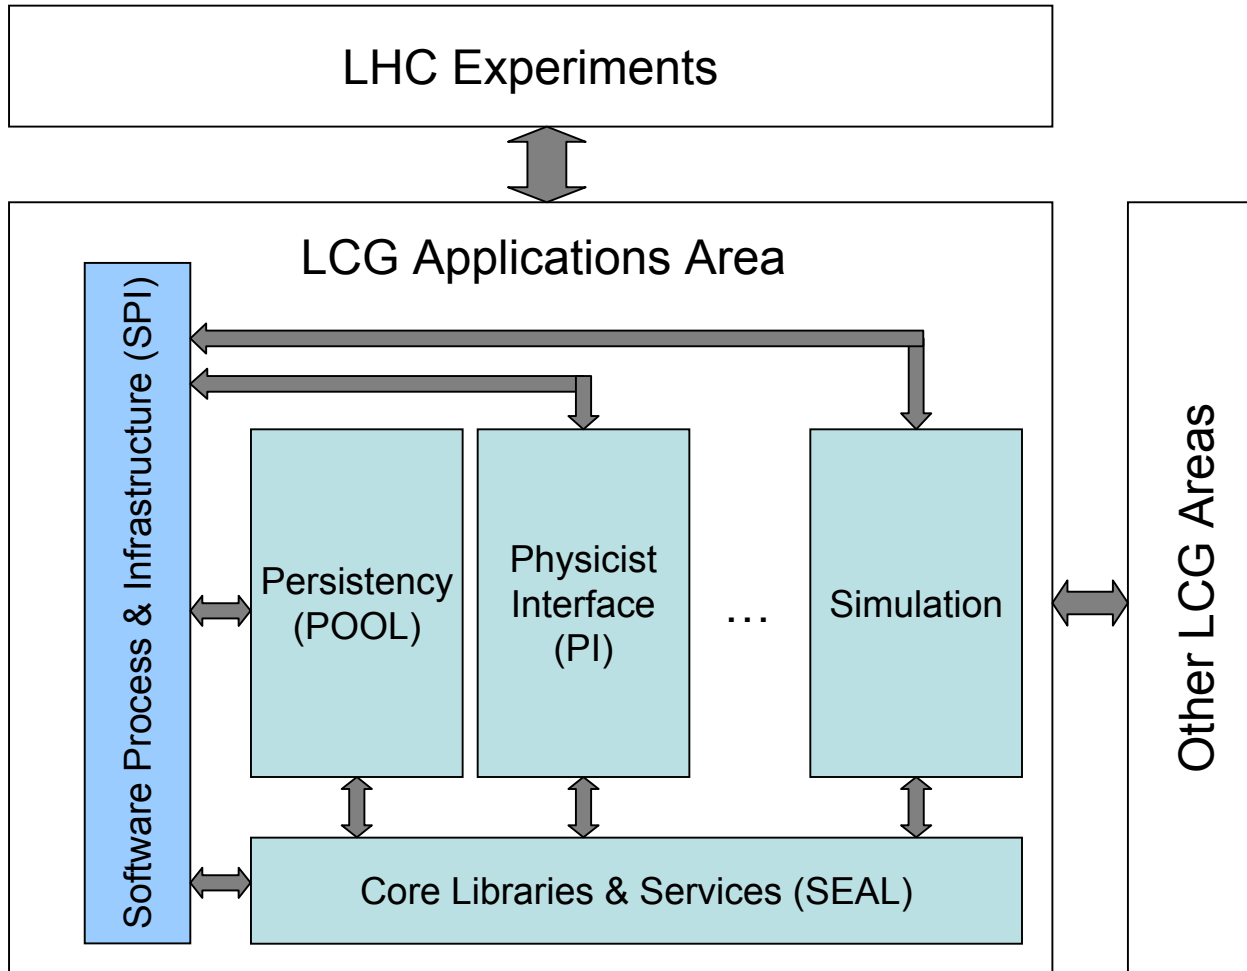 LHC Experiments
LCG Applications Area
Software Process & Infrastructure (SPI)
Persistency
(POOL)
Physicist
Interface
(PI)
...
Simulation
Core Libraries & Services (SEAL)
Other LCG Areas